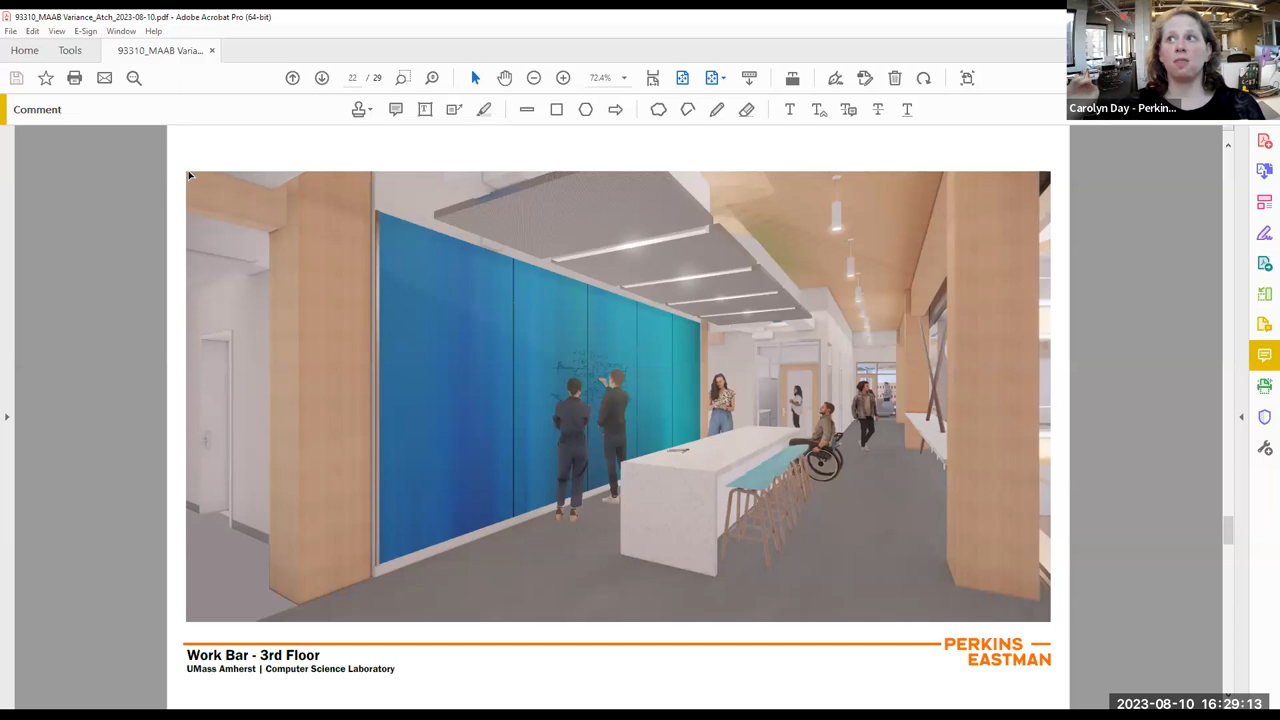 93310_MAAB Variance_Atch_2023-08-10.pdf - Adobe Acrobat Pro (64-bit)
File Edit View E-Sign Window Help
Home Tools 93310_MAAB Varia... ×
22 / 29 72.4%
Comment
Carolyn Day - Perkin...
Work Bar - 3rd Floor
UMass Amherst | Computer Science Laboratory
PERKINS
EASTMAN
2023-08-10 16:29:13